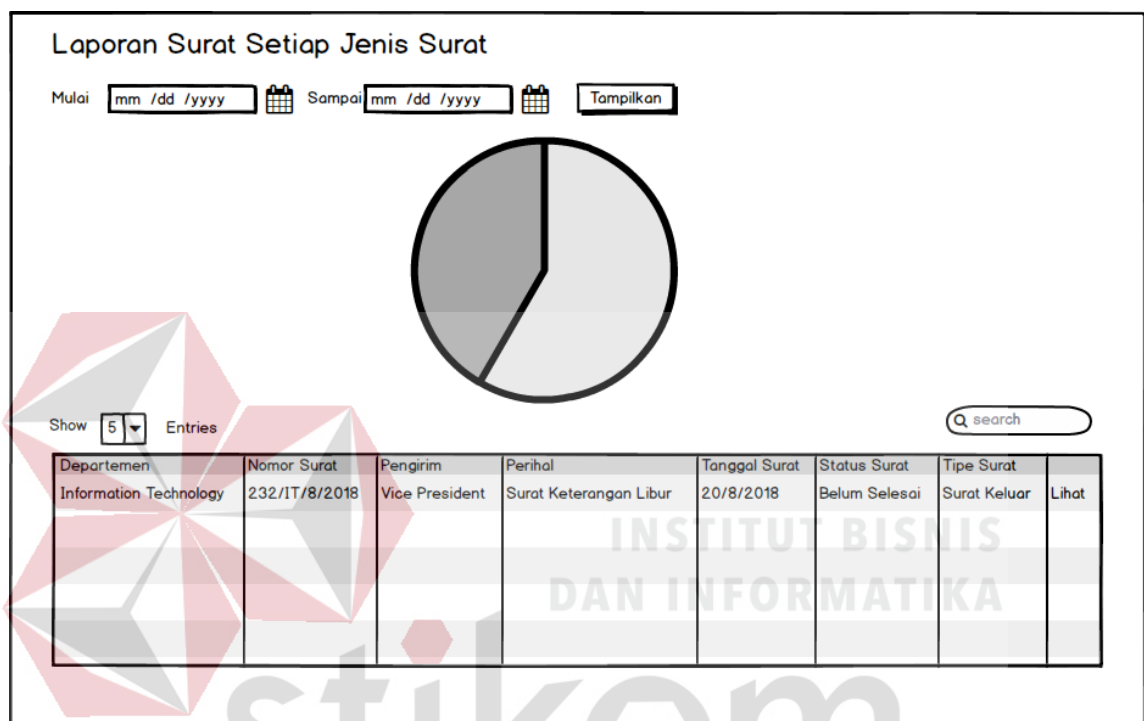 Laporan Surat Setiap Jenis Surat
Mulai mm /dd /yyyy Sampai mm /dd /yyyy Tampilkan
Show 5 Entries search
Departemen Nomor Surat Pengirim Perihal Tanggal Surat Status Surat Tipe Surat
Information Technology 232/IT/8/2018 Vice President Surat Keterangan Libur 20/8/2018 Belum Selesai Surat Keluar Lihat
INSTITUT BISNIS
DAN INFORMATIKA
stikom